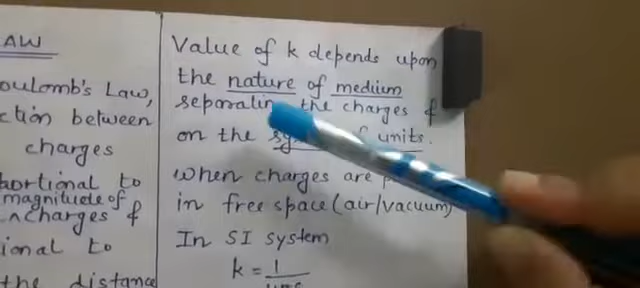 AW
oulomb's Law,
ction between
charges
ortional to
magnitude of
charges &
ional to
the distance
Value of k depends upon
the nature of medium
the charges &
on the units.
when charges are
in free space (air/vacuum)
In SI system
k = 1